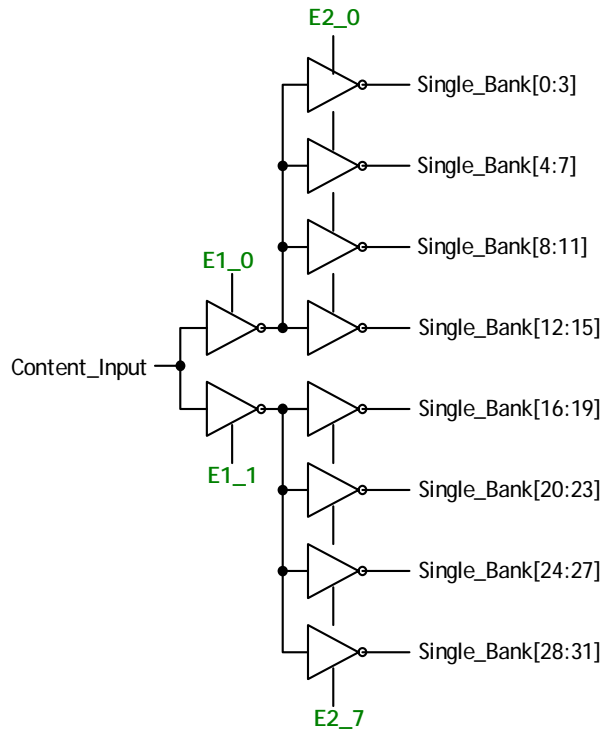 E2_0
Single_Bank[0:3]
Single_Bank[4:7]
Single_Bank[8:11]
E1_0
Single_Bank[12:15]
Content_Input
Single_Bank[16:19]
E1_1
Single_Bank[20:23]
Single_Bank[24:27]
Single_Bank[28:31]
E2_7